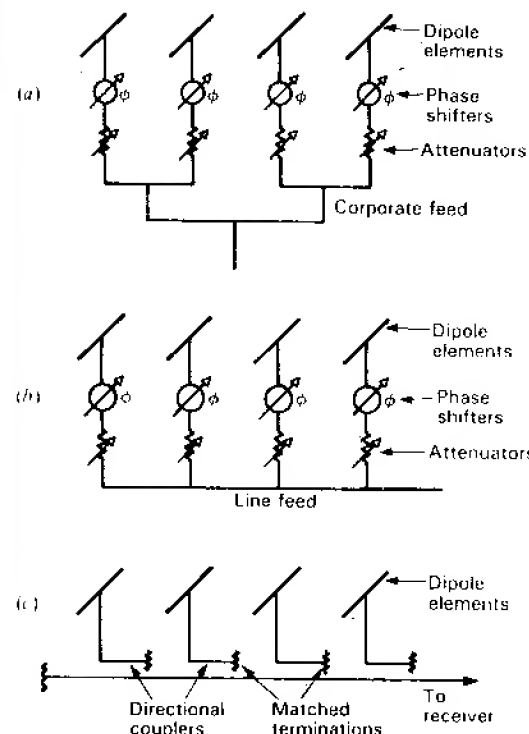 Dipole
elements
(a)
ϕ
ϕ
ϕ
ϕ
Phase
shifters
Attenuators
Corporate feed
Dipole
elements
(b)
ϕ
ϕ
ϕ
ϕ
Phase
shifters
Attenuators
Line feed
(c)
Dipole
elements
Directional
couplers
Matched
terminations
To
receiver